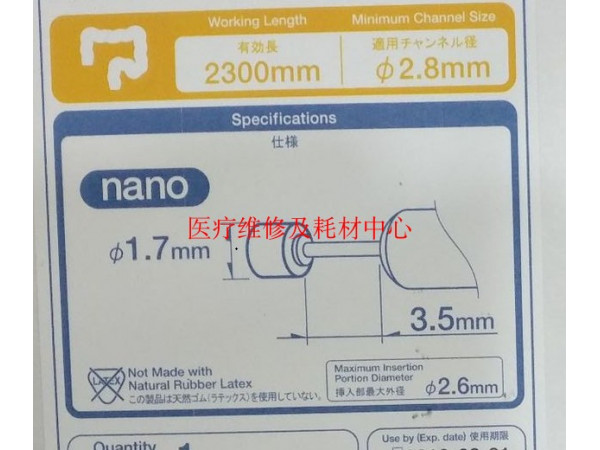 Working Length
有効長
2300mm
Minimum Channel Size
適用チャンネル径
φ2.8mm
Specifications
仕様
nano
医疗维修及耗材中心
φ1.7mm
3.5mm
LATEX
Not Made with
Natural Rubber Latex
この製品は天然ゴム(ラテックス)を使用していない。
Maximum Insertion
Portion Diameter
挿入部最大外径
φ2.6mm
Quantity
Use by (Exp. date) 使用期限